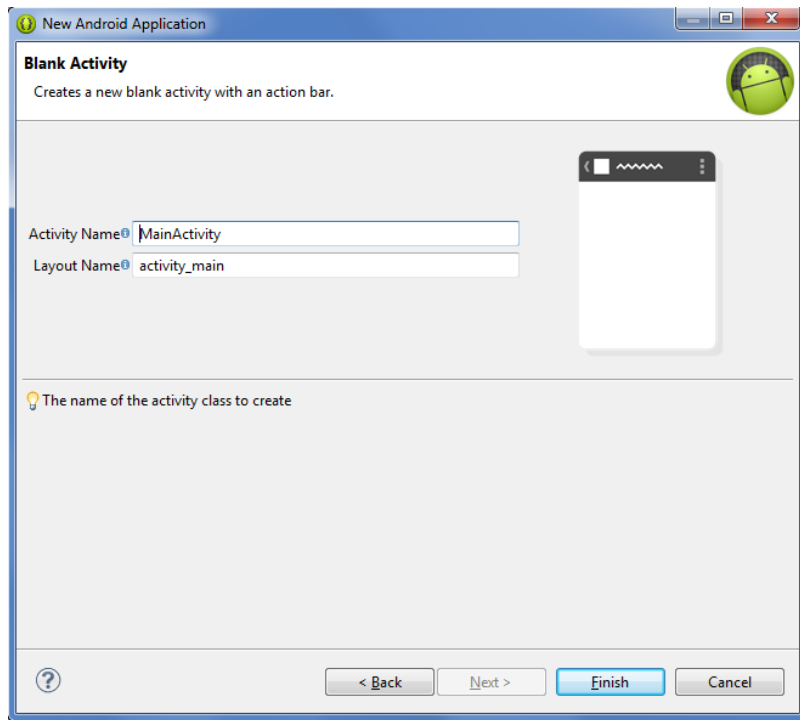 New Android Application
Blank Activity
Creates a new blank activity with an action bar.
Activity Name MainActivity
Layout Name activity_main
The name of the activity class to create
? < Back Next > Finish Cancel